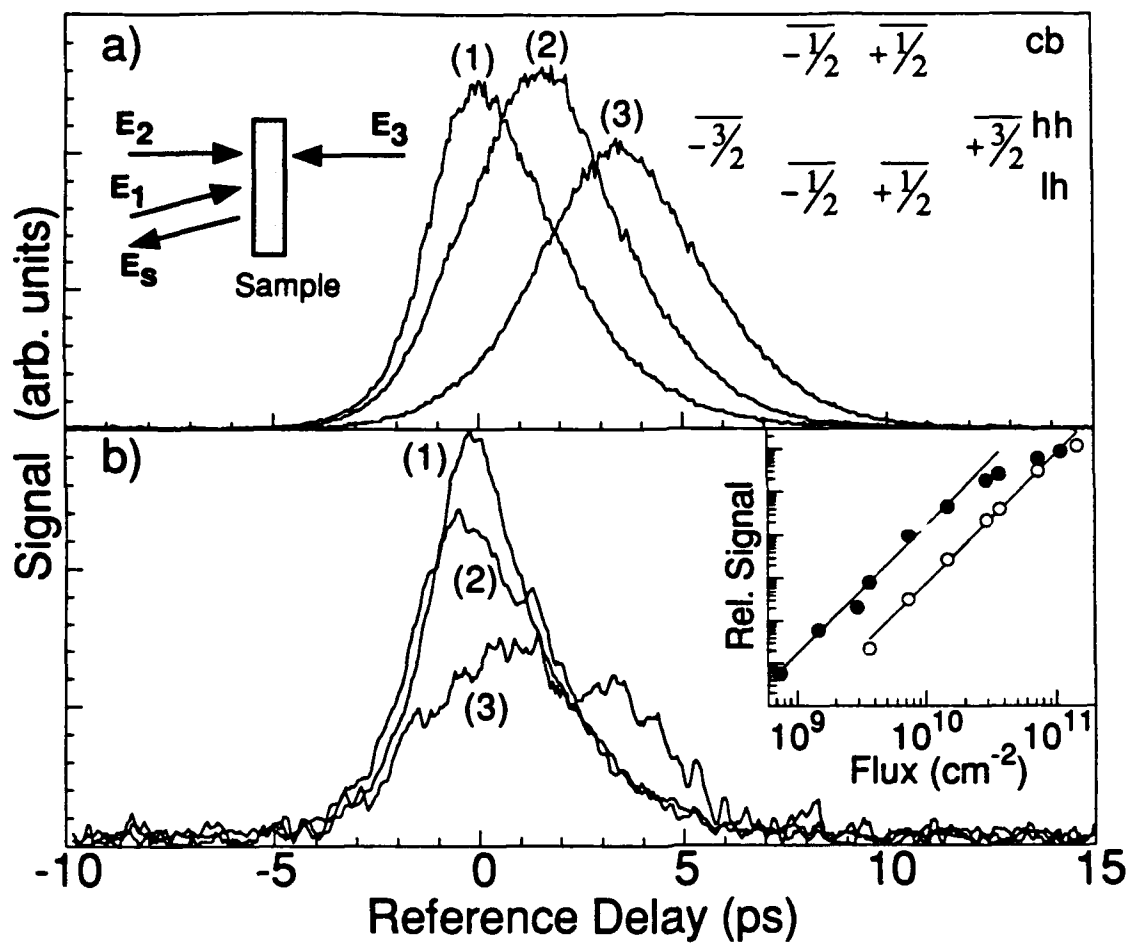 a)
(1)
(2)
(3)
-1/2 +1/2 cb
-3/2 +3/2 hh
-1/2 +1/2 lh
E2
E3
E1
Es
Sample
Signal (arb. units)
b)
(1)
(2)
(3)
Rel. Signal
10^9 10^10 10^11
Flux (cm^-2)
-10 -5 0 5 10 15
Reference Delay (ps)